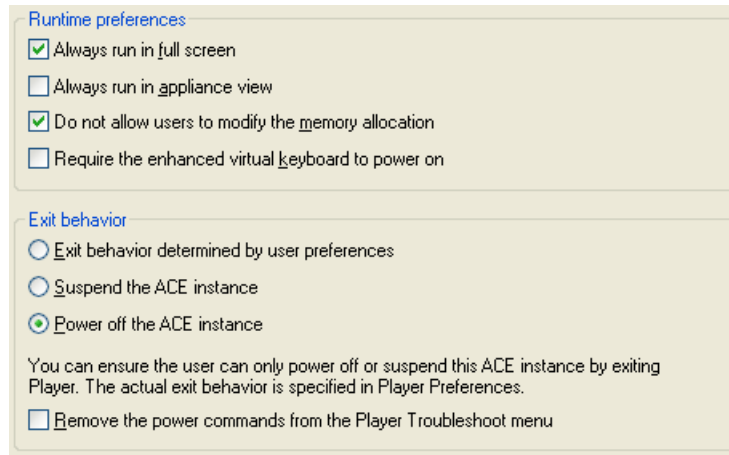 Runtime preferences
Always run in full screen
Always run in appliance view
Do not allow users to modify the memory allocation
Require the enhanced virtual keyboard to power on
Exit behavior
Exit behavior determined by user preferences
Suspend the ACE instance
Power off the ACE instance
You can ensure the user can only power off or suspend this ACE instance by exiting
Player. The actual exit behavior is specified in Player Preferences.
Remove the power commands from the Player Troubleshoot menu